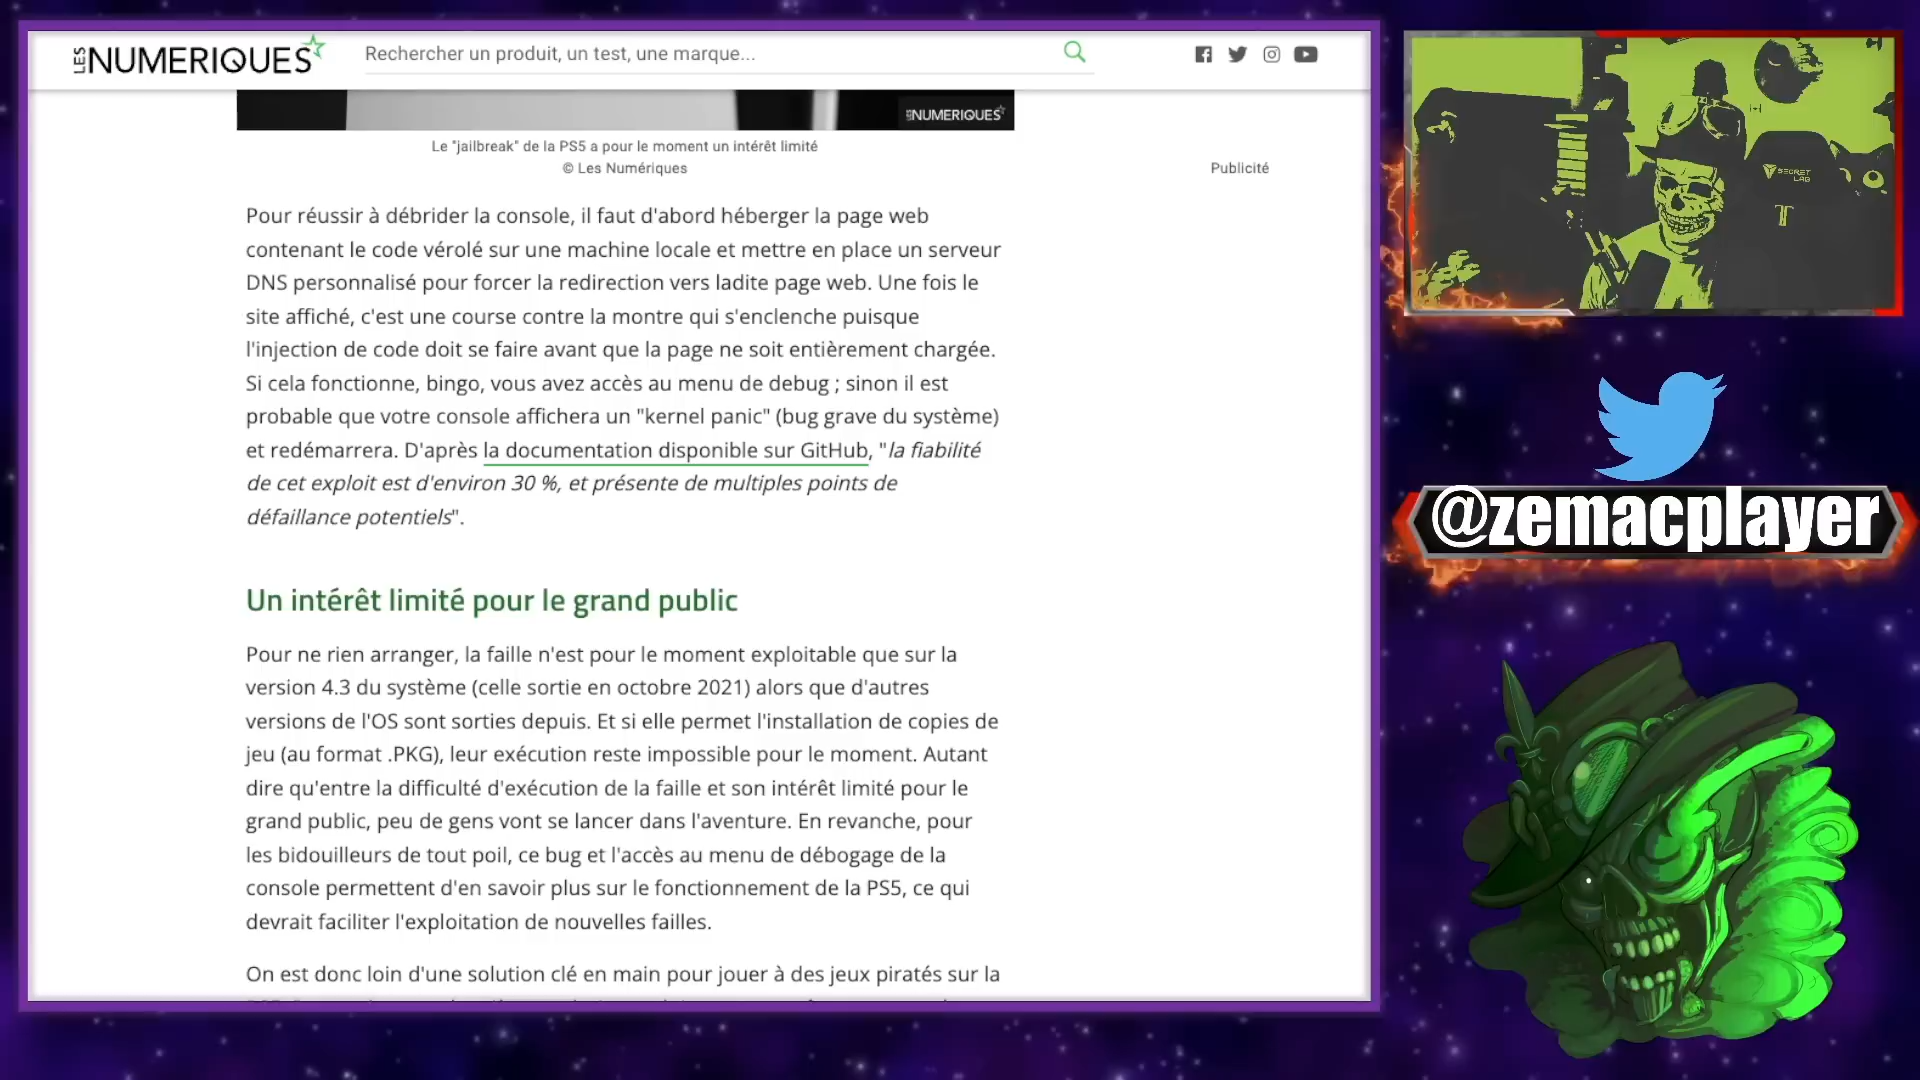 LES NUMERIQUES
Rechercher un produit, un test, une marque...
LES NUMERIQUES
Le "jailbreak" de la PS5 a pour le moment un intérêt limité
© Les Numériques
Publicité
Pour réussir à débrider la console, il faut d'abord héberger la page web
contenant le code vérolé sur une machine locale et mettre en place un serveur
DNS personnalisé pour forcer la redirection vers ladite page web. Une fois le
site affiché, c'est une course contre la montre qui s'enclenche puisque
l'injection de code doit se faire avant que la page ne soit entièrement chargée.
Si cela fonctionne, bingo, vous avez accès au menu de debug ; sinon il est
probable que votre console affichera un "kernel panic" (bug grave du système)
et redémarrera. D'après la documentation disponible sur GitHub, "la fiabilité
de cet exploit est d'environ 30 %, et présente de multiples points de
défaillance potentiels".
Un intérêt limité pour le grand public
Pour ne rien arranger, la faille n'est pour le moment exploitable que sur la
version 4.3 du système (celle sortie en octobre 2021) alors que d'autres
versions de l'OS sont sorties depuis. Et si elle permet l'installation de copies de
jeu (au format .PKG), leur exécution reste impossible pour le moment. Autant
dire qu'entre la difficulté d'exécution de la faille et son intérêt limité pour le
grand public, peu de gens vont se lancer dans l'aventure. En revanche, pour
les bidouilleurs de tout poil, ce bug et l'accès au menu de débogage de la
console permettent d'en savoir plus sur le fonctionnement de la PS5, ce qui
devrait faciliter l'exploitation de nouvelles failles.
On est donc loin d'une solution clé en main pour jouer à des jeux piratés sur la
SECRET
LAB
@zemacplayer